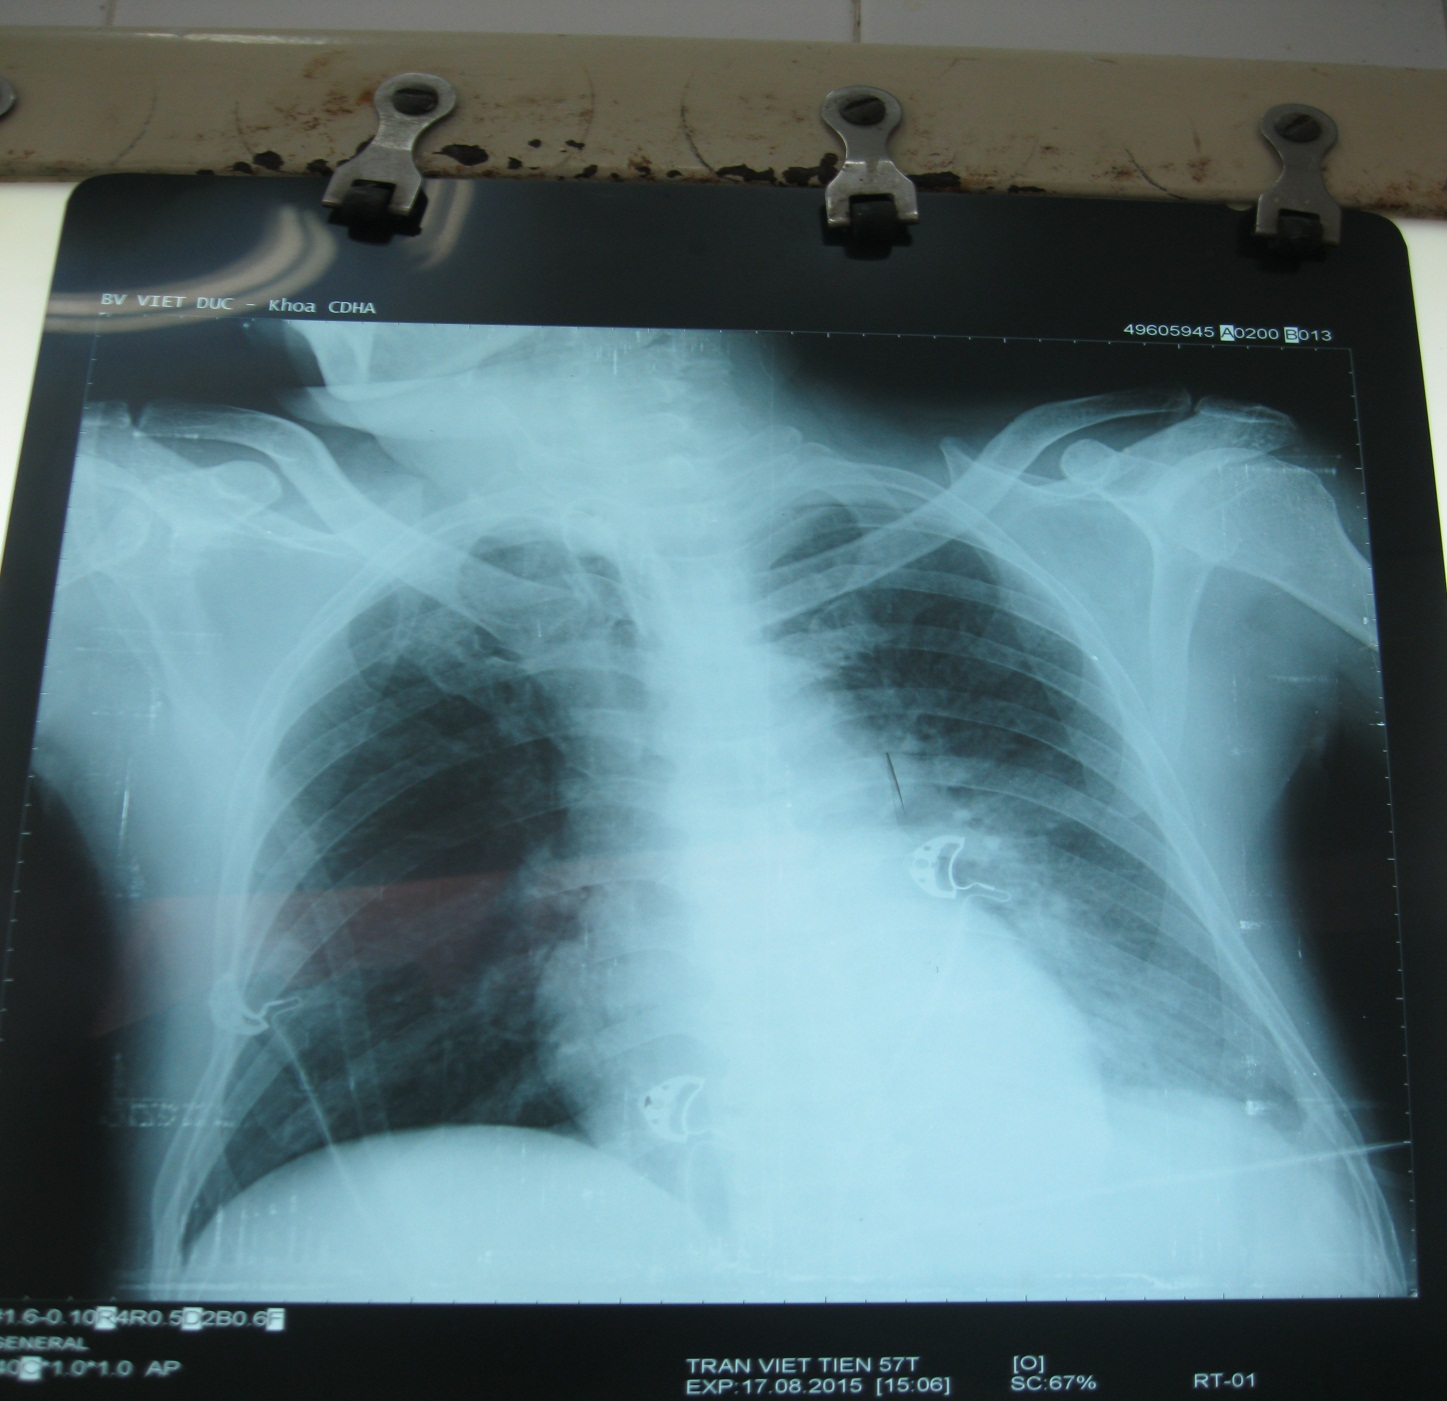 BV VIET DUC - Khoa CDHA
49605945 A0200 B013
1.6-0.10R4R0.5D2B0.6F
GENERAL
40C*1.0*1.0 AP
TRAN VIET TIEN 57T [O]
EXP:17.08.2015 [15:06] SC:67% RT-01